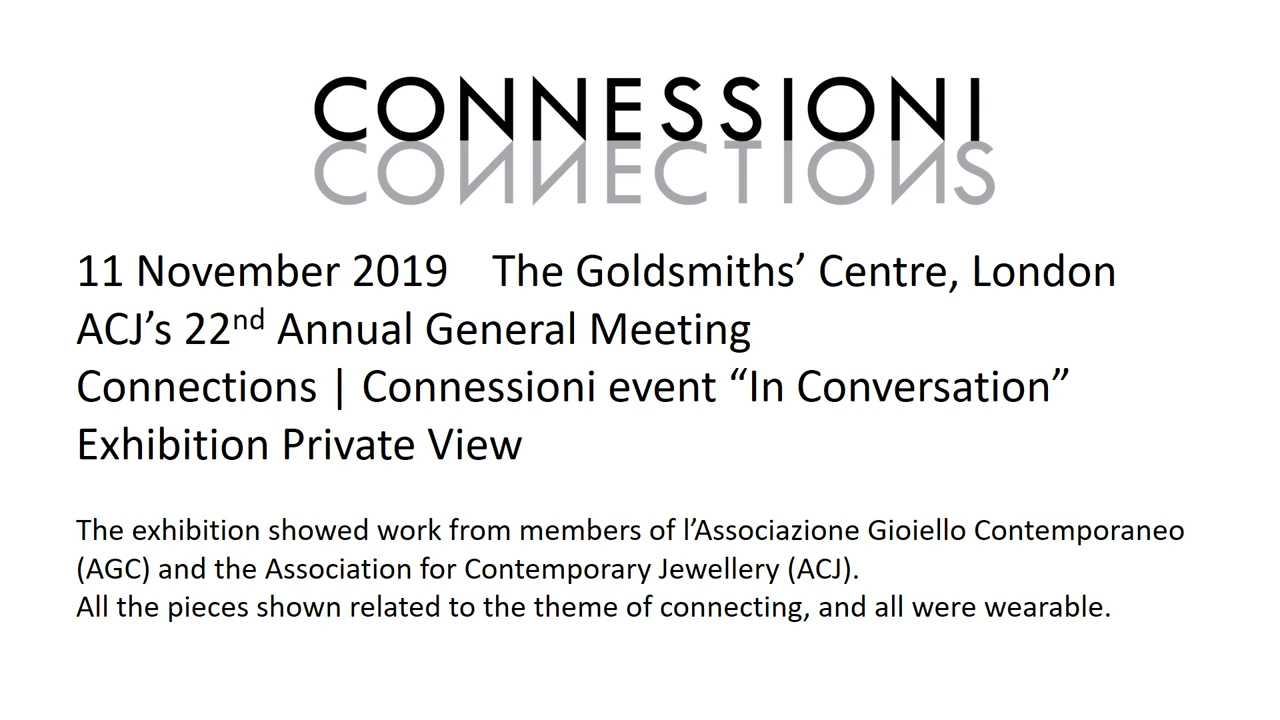 CONNESSIONI
CONNECTIONS
11 November 2019    The Goldsmiths’ Centre, London
ACJ’s 22nd Annual General Meeting
Connections | Connessioni event “In Conversation”
Exhibition Private View
The exhibition showed work from members of l’Associazione Gioiello Contemporaneo
(AGC) and the Association for Contemporary Jewellery (ACJ).
All the pieces shown related to the theme of connecting, and all were wearable.